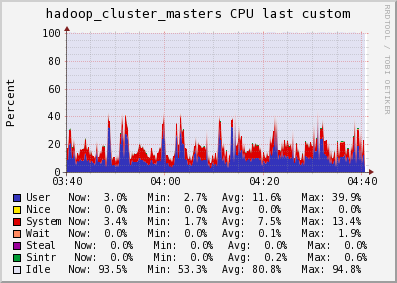 hadoop_cluster_masters CPU last custom
RRDTOOL / TOBI OETIKER
Percent
100
80
60
40
20
0
03:40 04:00 04:20 04:40
User Now: 3.0% Min: 2.7% Avg: 11.6% Max: 39.9%
Nice Now: 0.0% Min: 0.0% Avg: 0.0% Max: 0.0%
System Now: 3.4% Min: 1.7% Avg: 7.5% Max: 13.4%
Wait Now: 0.0% Min: 0.0% Avg: 0.1% Max: 1.9%
Steal Now: 0.0% Min: 0.0% Avg: 0.0% Max: 0.0%
Sintr Now: 0.0% Min: 0.0% Avg: 0.2% Max: 0.6%
Idle Now: 93.5% Min: 53.3% Avg: 80.8% Max: 94.8%